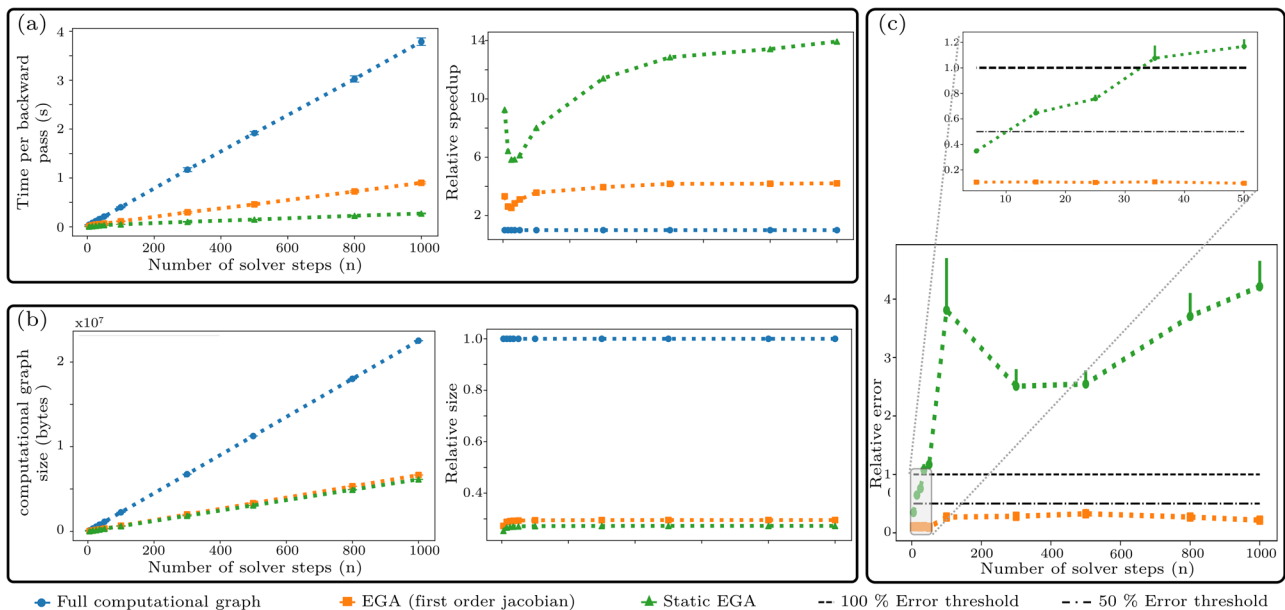 (a)
Time per backward
pass (s)
4
3
2
1
0
0 200 400 600 800 1000
Number of solver steps (n)
Relative speedup
14
12
10
8
6
4
2
(b)
x10⁷
computational graph
size (bytes )
2
1
0
0 200 400 600 800 1000
Number of solver steps (n)
Relative size
1.0
0.8
0.6
0.4
(c)
1.2
1.0
0.8
0.6
0.4
0.2
10 20 30 40 50
Relative error
4
2
1
0
0 200 400 600 800 1000
Number of solver steps (n)
Full computational graph
EGA (first order jacobian)
Static EGA
100 % Error threshold
50 % Error threshold